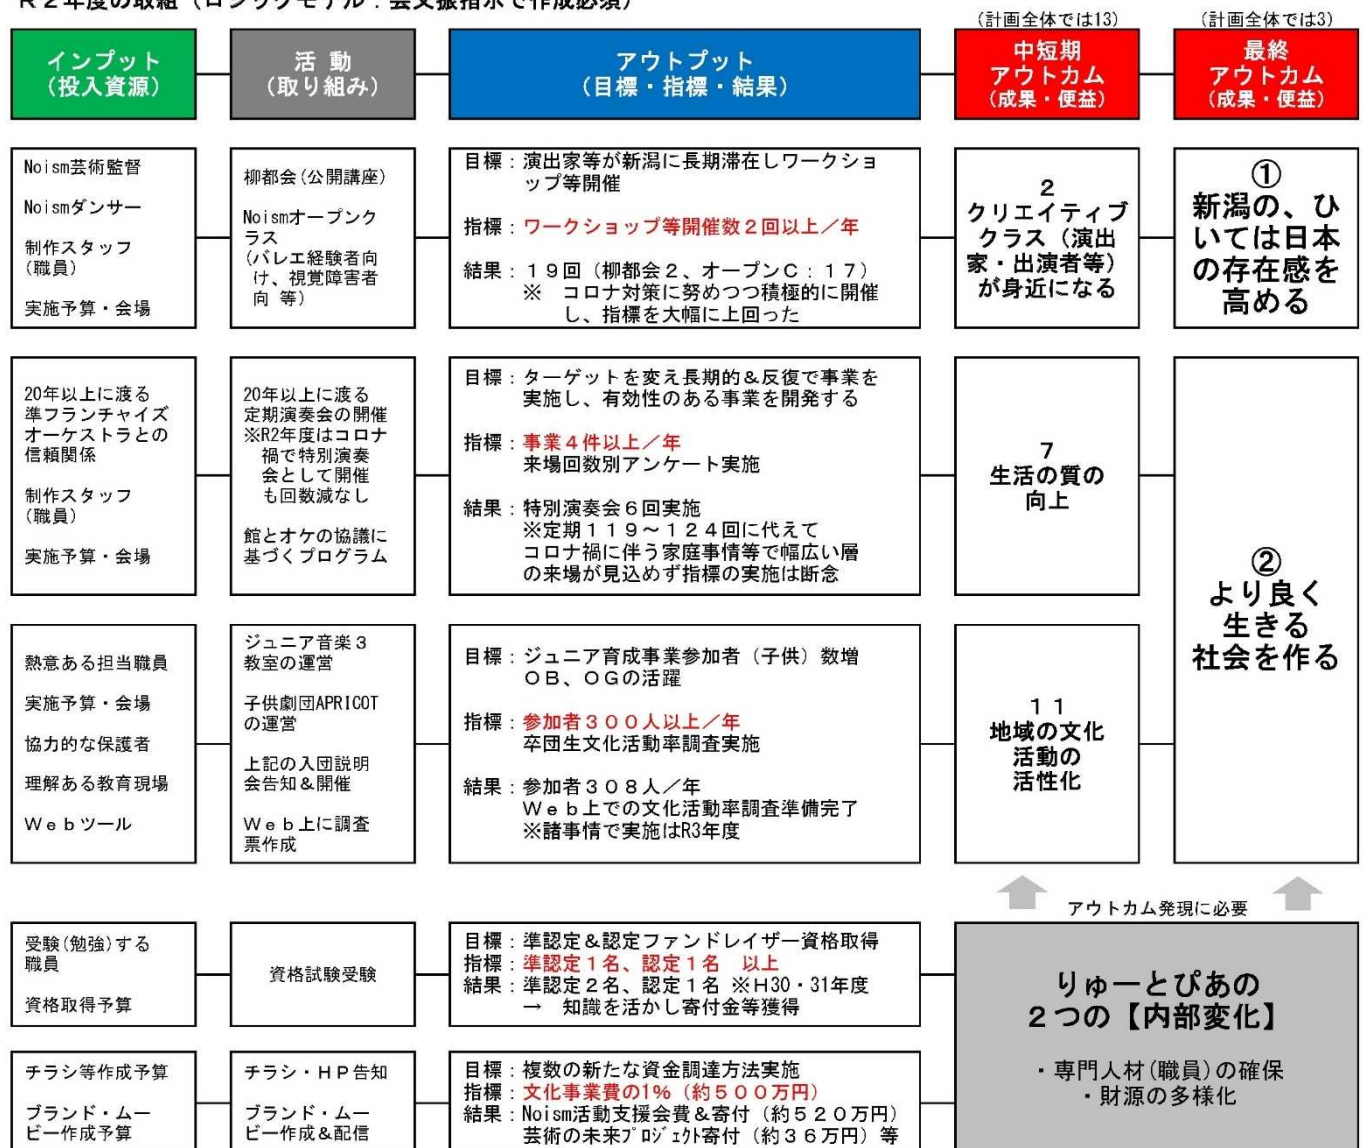 R２年度の取組（ロジックモデル：芸文振指示で作成必須）
(計画全体では13)
(計画全体では3)
インプット
（投入資源）
活 動
（取り組み）
アウトプット
（目標・指標・結果）
中短期
アウトカム
（成果・便益）
最終
アウトカム
（成果・便益）
Noism芸術監督
Noismダンサー
制作スタッフ
(職員)
実施予算・会場
柳都会(公開講座)
Noismオープンク
ラス
(バレエ経験者向
け、視覚障害者
向 等)
目標：演出家等が新潟に長期滞在しワークショ
ップ等開催
指標：ワークショップ等開催数２回以上／年
結果：１９回（柳都会２、オープンC：１７）
※ コロナ対策に努めつつ積極的に開催
し、指標を大幅に上回った
２
クリエイティブ
クラス（演出
家・出演者等）
が身近になる
①
新潟の、ひ
いては日本
の存在感を
高める
20年以上に渡る
準フランチャイズ
オーケストラとの
信頼関係
制作スタッフ
(職員)
実施予算・会場
20年以上に渡る
定期演奏会の開催
※R2年度はコロナ
禍で特別演奏
会として開催
も回数減なし
館とオケの協議に
基づくプログラム
目標：ターゲットを変え長期的＆反復で事業を
実施し、有効性のある事業を開発する
指標：事業４件以上／年
来場回数別アンケート実施
結果：特別演奏会６回実施
※定期１１９～１２４回に代えて
コロナ禍に伴う家庭事情等で幅広い層
の来場が見込めず指標の実施は断念
７
生活の質の
向上
②
より良く
生きる
社会を作る
熱意ある担当職員
実施予算・会場
協力的な保護者
理解ある教育現場
Ｗｅｂツール
ジュニア音楽３
教室の運営
子供劇団APRICOT
の運営
上記の入団説明
会告知＆開催
Ｗｅｂ上に調査
票作成
目標：ジュニア育成事業参加者（子供）数増
ＯＢ、ＯＧの活躍
指標：参加者３００人以上／年
卒団生文化活動率調査実施
結果：参加者３０８人／年
Ｗｅｂ上での文化活動率調査準備完了
※諸事情で実施はR3年度
１１
地域の文化
活動の
活性化
アウトカム発現に必要
受験(勉強)する
職員
資格取得予算
資格試験受験
目標：準認定＆認定ファンドレイザー資格取得
指標：準認定１名、認定１名 以上
結果：準認定２名、認定１名 ※H30・31年度
→ 知識を活かし寄付金等獲得
りゅーとぴあの
２つの【内部変化】
・専門人材(職員)の確保
・財源の多様化
チラシ等作成予算
ブランド・ムー
ビー作成予算
チラシ・ＨＰ告知
ブランド・ムー
ビー作成＆配信
目標：複数の新たな資金調達方法実施
指標：文化事業費の1%（約５００万円）
結果：Noism活動支援会費＆寄付（約５２０万円）
芸術の未来ﾌﾟﾛｼﾞｪｸﾄ寄付（約３６万円）等